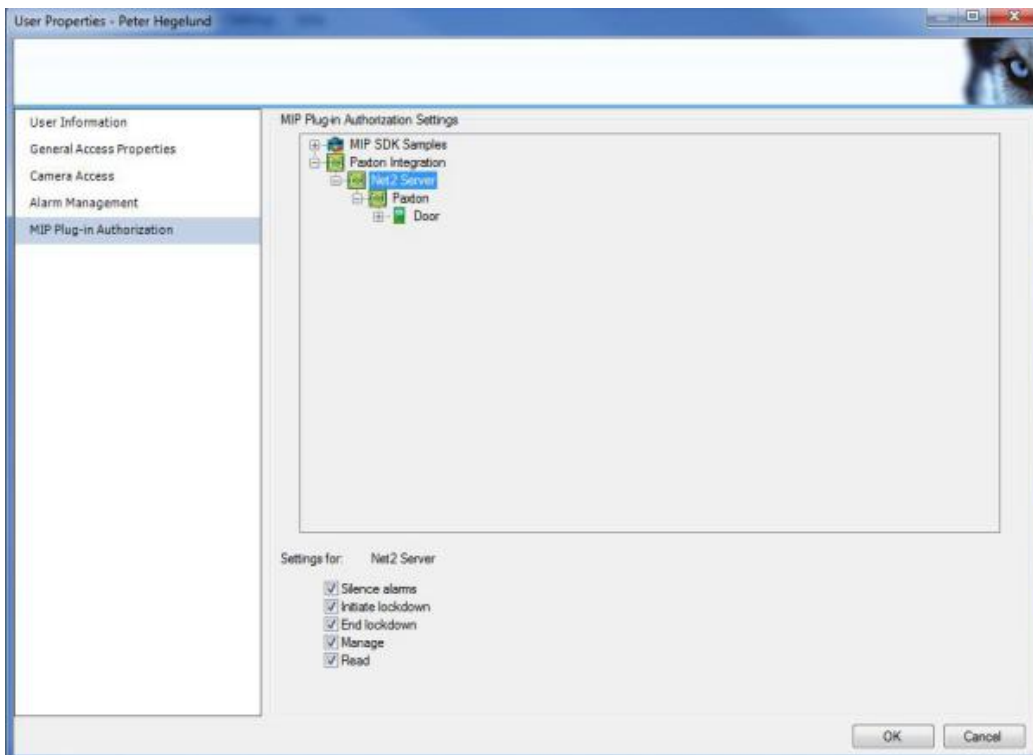 User Properties - Peter Hegelund
User Information
General Access Properties
Camera Access
Alarm Management
MIP Plug-in Authorization
MIP Plug-in Authorization Settings
MIP SDK Samples
Paxton Integration
Net2 Server
Paxton
Door
Settings for: Net2 Server
Silence alarms
Initiate lockdown
End lockdown
Manage
Read
OK Cancel